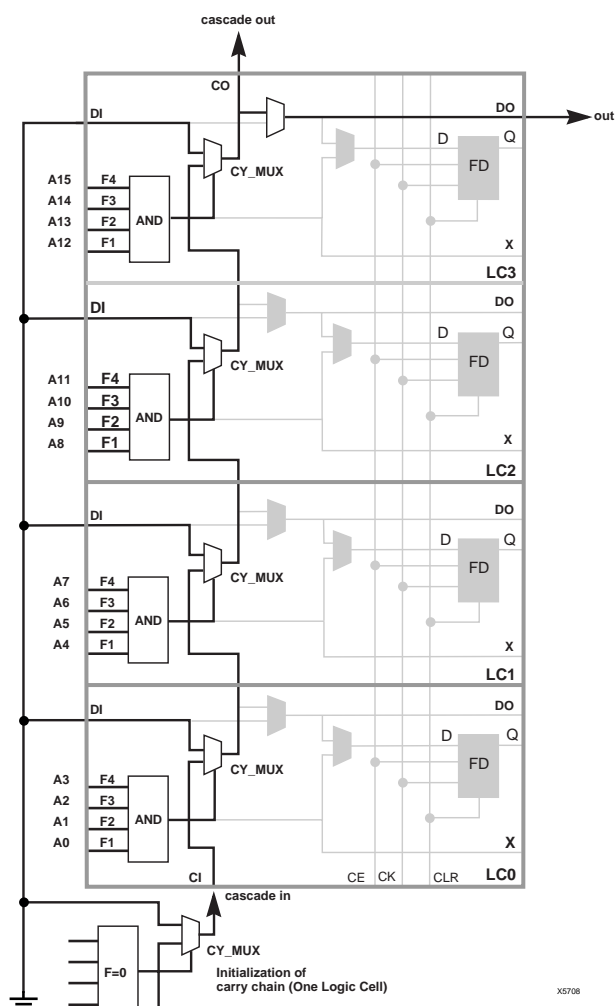 cascade out
CO
DI
DO
out
CY_MUX
D
Q
FD
A15 F4
A14 F3
A13 F2
A12 F1
AND
X
LC3
DI
DO
CY_MUX
D
Q
FD
A11 F4
A10 F3
A9 F2
A8 F1
AND
X
LC2
DI
DO
CY_MUX
D
Q
FD
A7 F4
A6 F3
A5 F2
A4 F1
AND
X
LC1
DI
DO
CY_MUX
D
Q
FD
A3 F4
A2 F3
A1 F2
A0 F1
AND
X
CI
CE
CK
CLR
LC0
cascade in
F=0
CY_MUX
Initialization of
carry chain (One Logic Cell)
X5708